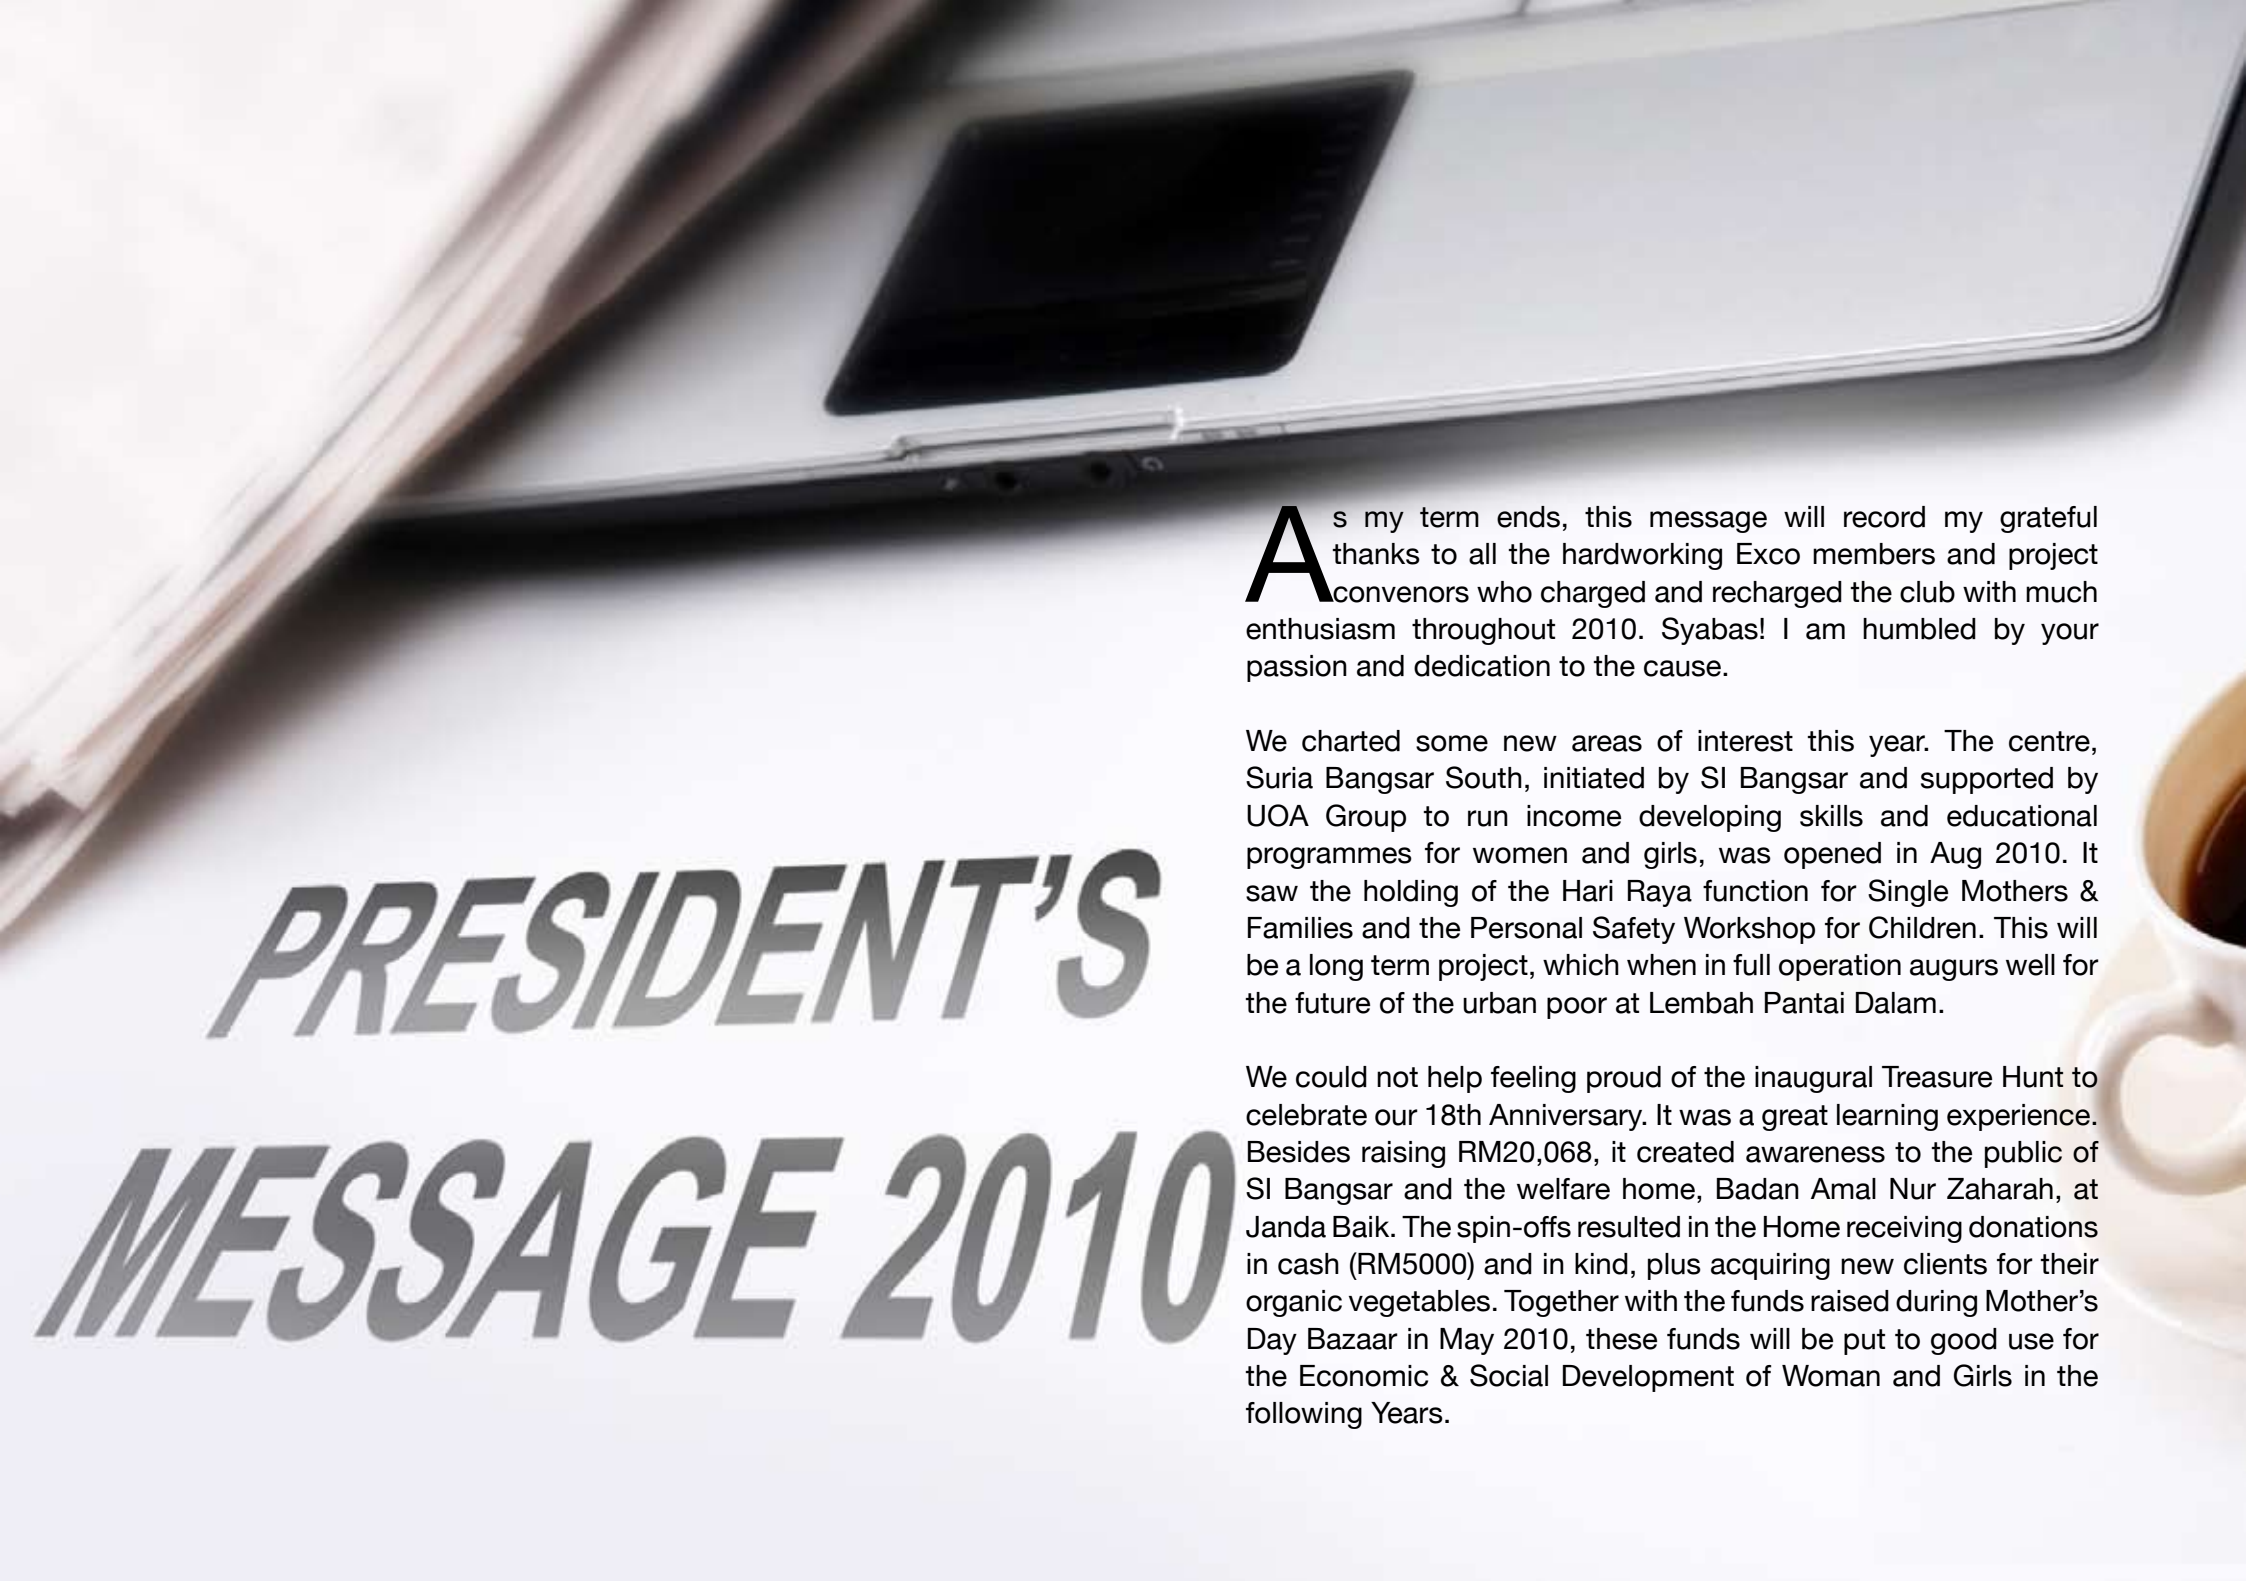 PRESIDENT'S
MESSAGE 2010
As my term ends, this message will record my grateful
thanks to all the hardworking Exco members and project
convenors who charged and recharged the club with much
enthusiasm throughout 2010. Syabas! I am humbled by your
passion and dedication to the cause.
We charted some new areas of interest this year. The centre,
Suria Bangsar South, initiated by SI Bangsar and supported by
UOA Group to run income developing skills and educational
programmes for women and girls, was opened in Aug 2010. It
saw the holding of the Hari Raya function for Single Mothers &
Families and the Personal Safety Workshop for Children. This will
be a long term project, which when in full operation augurs well for
the future of the urban poor at Lembah Pantai Dalam.
We could not help feeling proud of the inaugural Treasure Hunt to
celebrate our 18th Anniversary. It was a great learning experience.
Besides raising RM20,068, it created awareness to the public of
SI Bangsar and the welfare home, Badan Amal Nur Zaharah, at
Janda Baik. The spin-offs resulted in the Home receiving donations
in cash (RM5000) and in kind, plus acquiring new clients for their
organic vegetables. Together with the funds raised during Mother's
Day Bazaar in May 2010, these funds will be put to good use for
the Economic & Social Development of Woman and Girls in the
following Years.